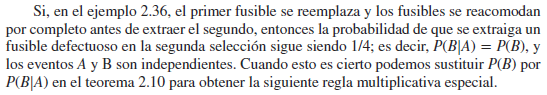 Si, en el ejemplo 2.36, el primer fusible se reemplaza y los fusibles se reacomodan
por completo antes de extraer el segundo, entonces la probabilidad de que se extraiga un
fusible defectuoso en la segunda selección sigue siendo 1/4; es decir, P(B|A) = P(B), y
los eventos A y B son independientes. Cuando esto es cierto podemos sustituir P(B) por
P(B|A) en el teorema 2.10 para obtener la siguiente regla multiplicativa especial.